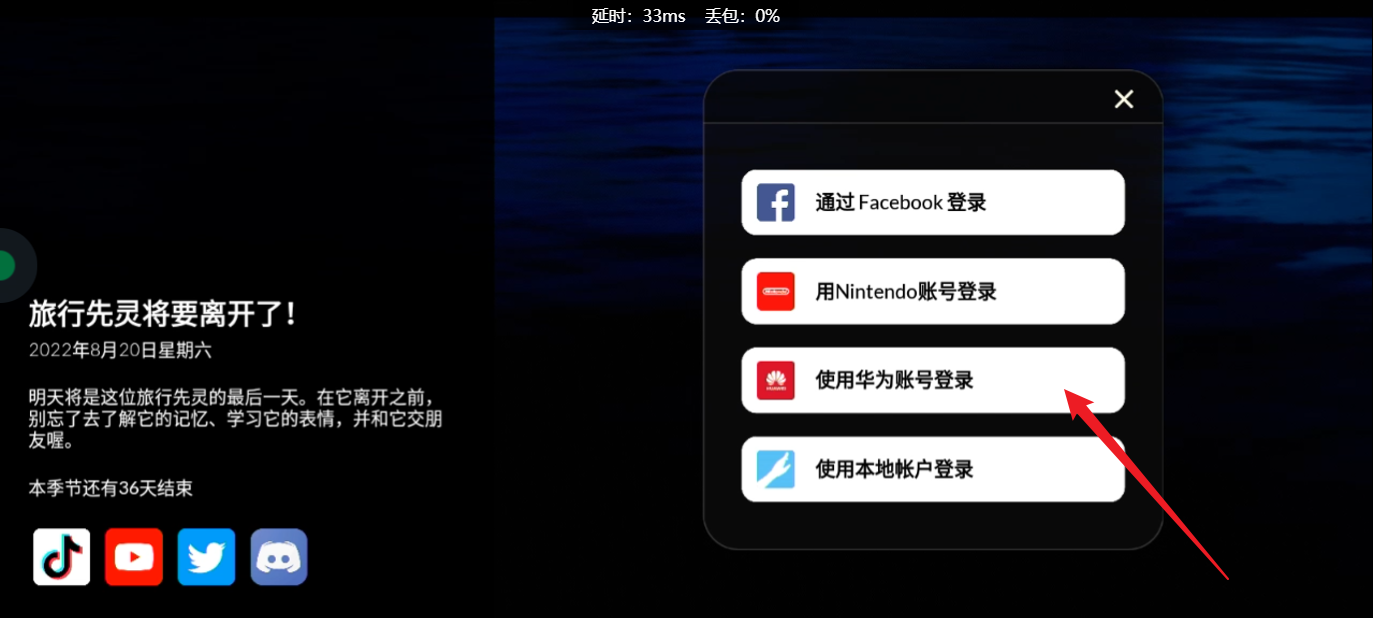 延时：33ms 丢包：0%
旅行先灵将要离开了！
2022年8月20日星期六
明天将是这位旅行先灵的最后一天。在它离开之前，
别忘了去了解它的记忆、学习它的表情，并和它交朋
友喔。
本季节还有36天结束
通过 Facebook 登录
用Nintendo账号登录
使用华为账号登录
使用本地帐户登录